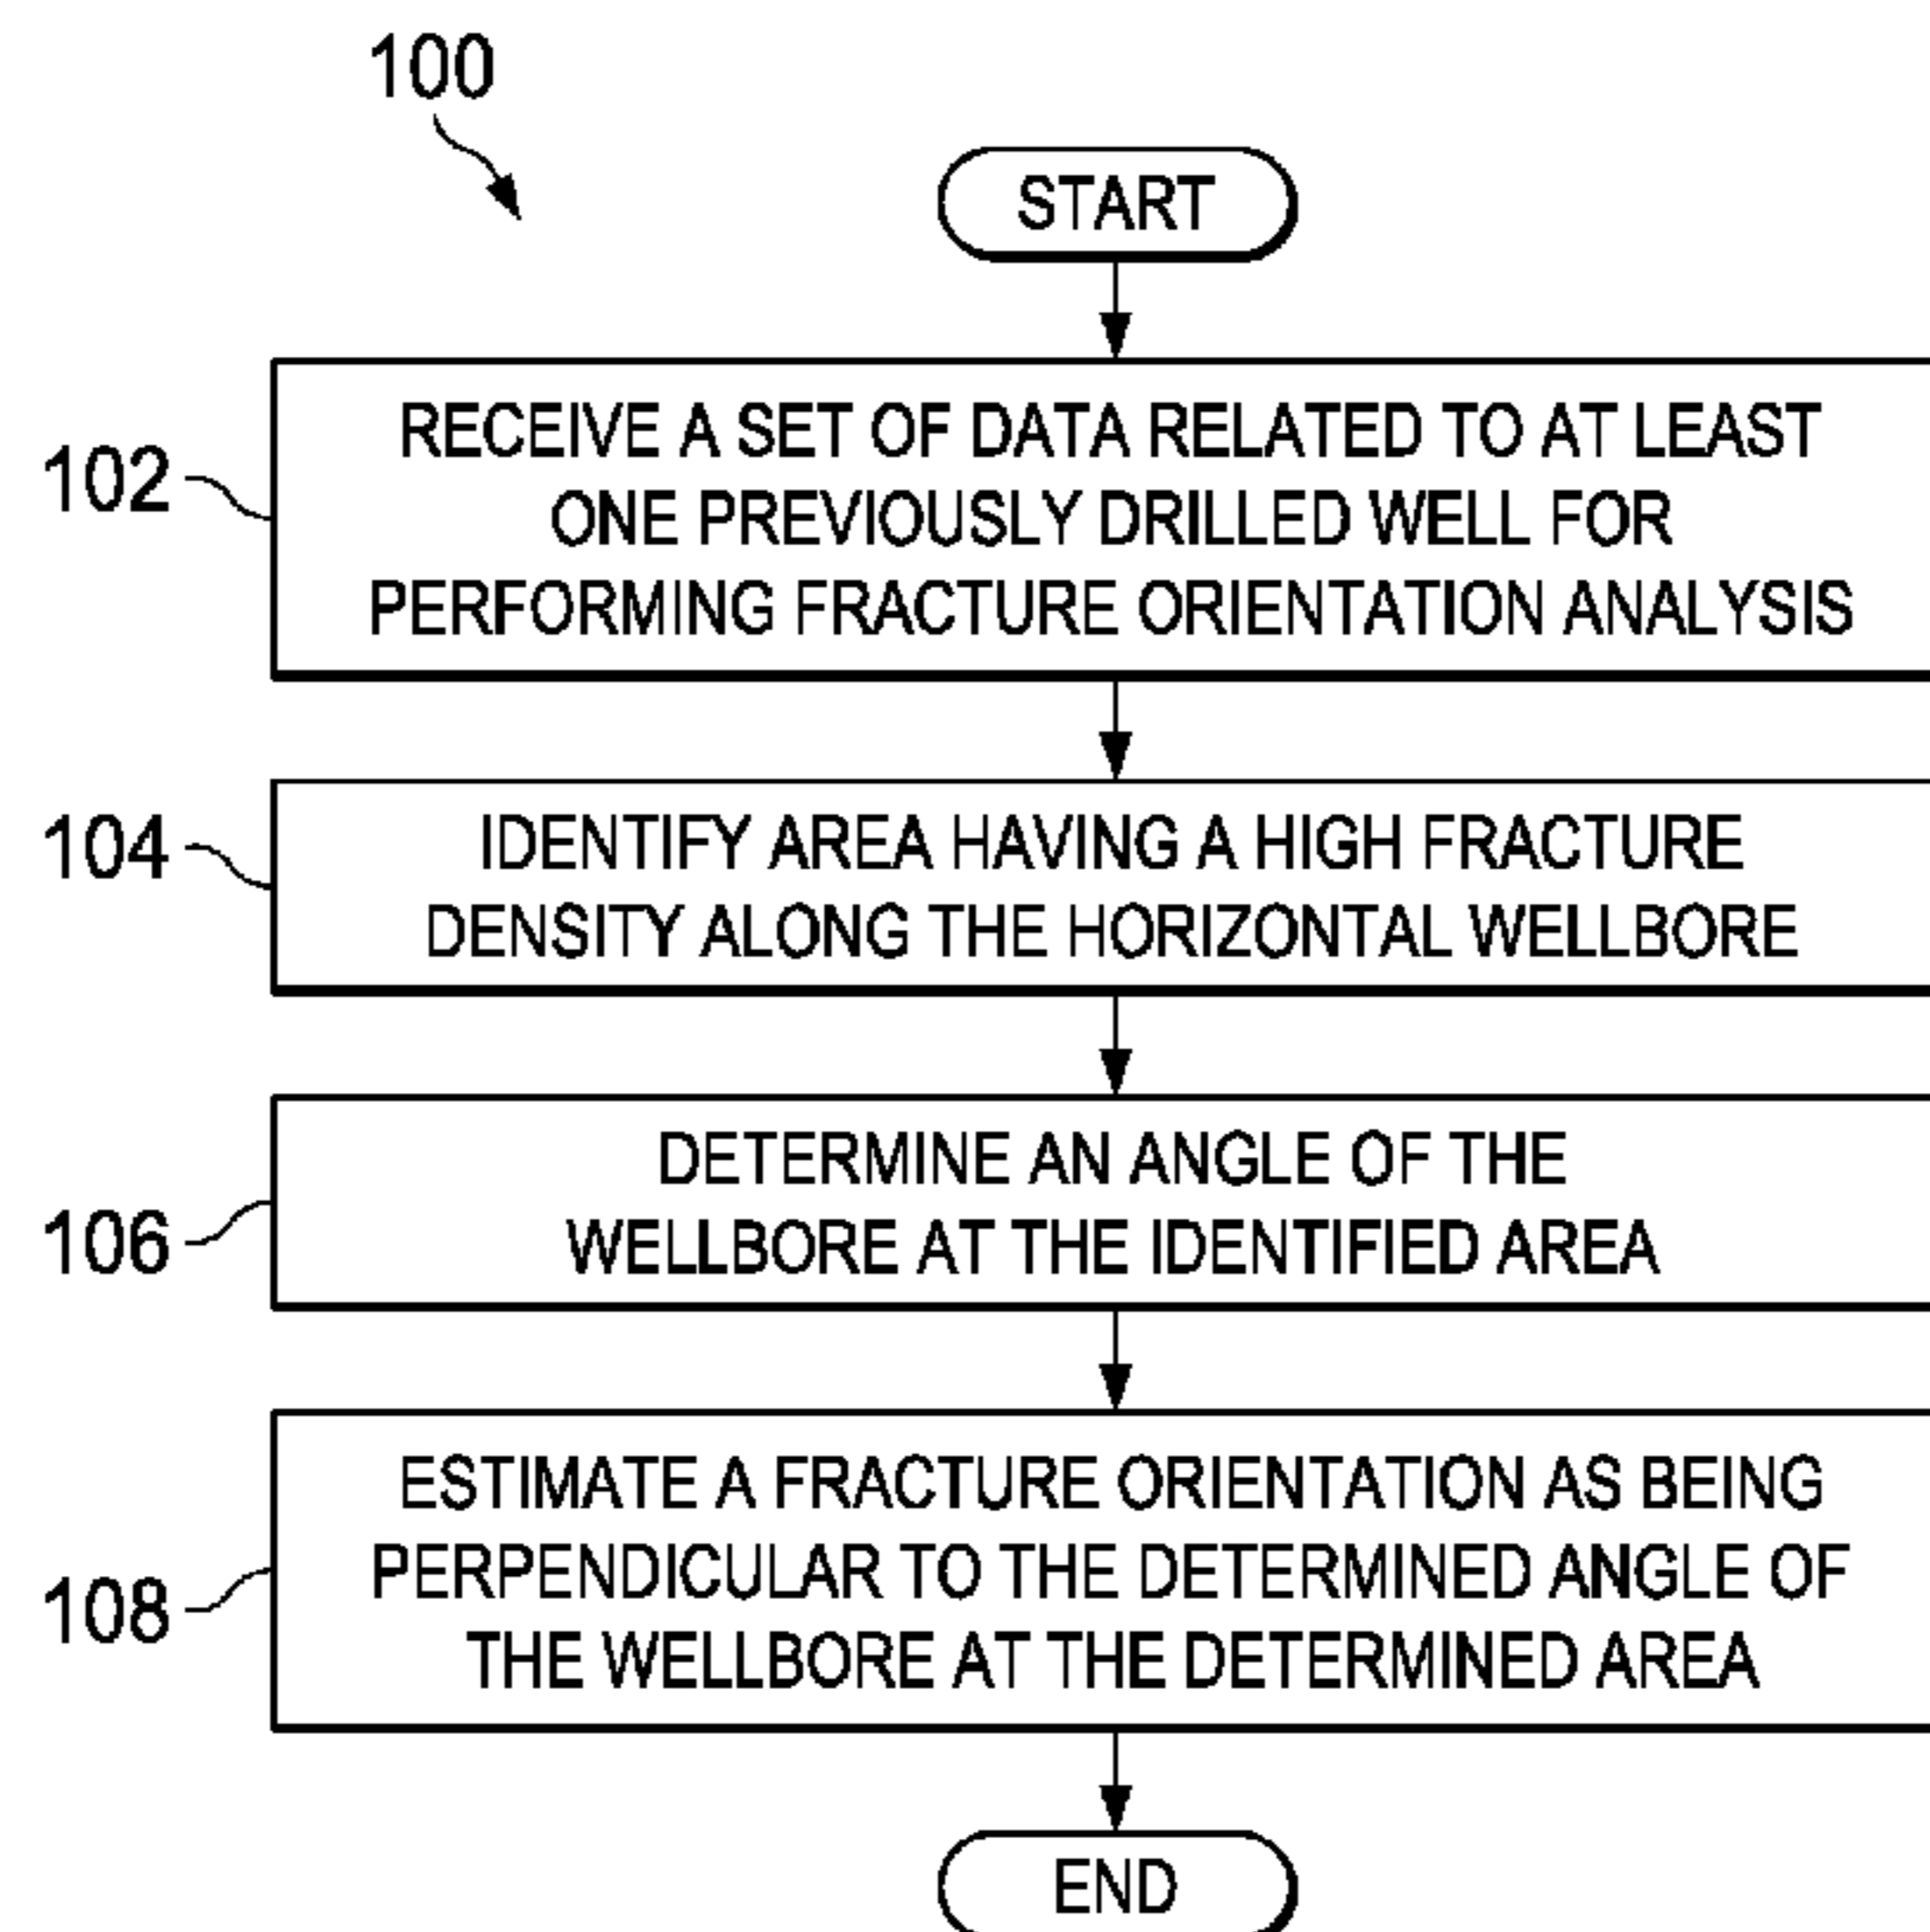 100
START
102
RECEIVE A SET OF DATA RELATED TO AT LEAST
ONE PREVIOUSLY DRILLED WELL FOR
PERFORMING FRACTURE ORIENTATION ANALYSIS
104
IDENTIFY AREA HAVING A HIGH FRACTURE
DENSITY ALONG THE HORIZONTAL WELLBORE
106
DETERMINE AN ANGLE OF THE
WELLBORE AT THE IDENTIFIED AREA
108
ESTIMATE A FRACTURE ORIENTATION AS BEING
PERPENDICULAR TO THE DETERMINED ANGLE OF
THE WELLBORE AT THE DETERMINED AREA
END